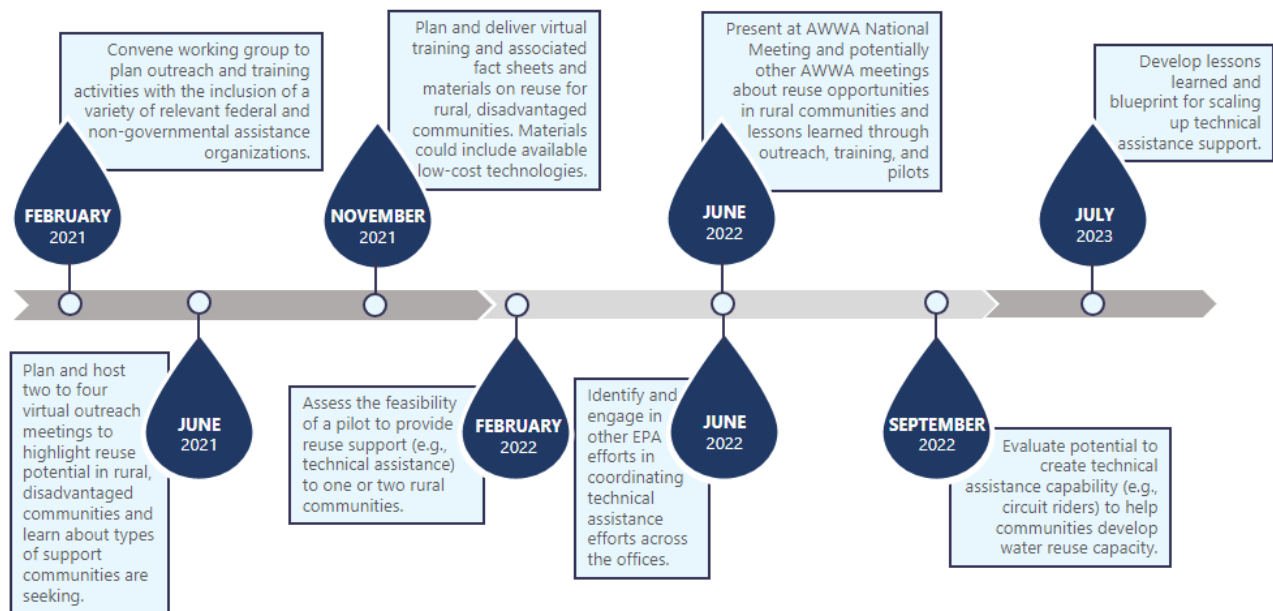 Convene working group to
plan outreach and training
activities with the inclusion of a
variety of relevant federal and
non-governmental assistance
organizations.
FEBRUARY
2021
Plan and deliver virtual
training and associated
fact sheets and
materials on reuse for
rural, disadvantaged
communities. Materials
could include available
low-cost technologies.
NOVEMBER
2021
Present at AWWA National
Meeting and potentially
other AWWA meetings
about reuse opportunities
in rural communities and
lessons learned through
outreach, training, and
pilots
JUNE
2022
Develop lessons
learned and
blueprint for scaling
up technical
assistance support.
JULY
2023
Plan and host
two to four
virtual outreach
meetings to
highlight reuse
potential in rural,
disadvantaged
communities and
learn about types
of support
communities are
seeking.
JUNE
2021
Assess the feasibility
of a pilot to provide
reuse support (e.g.,
technical assistance)
to one or two rural
communities.
FEBRUARY
2022
Identify and
engage in
other EPA
efforts in
coordinating
technical
assistance
efforts across
the offices.
JUNE
2022
SEPTEMBER
2022
Evaluate potential to
create technical
assistance capability (e.g.,
circuit riders) to help
communities develop
water reuse capacity.